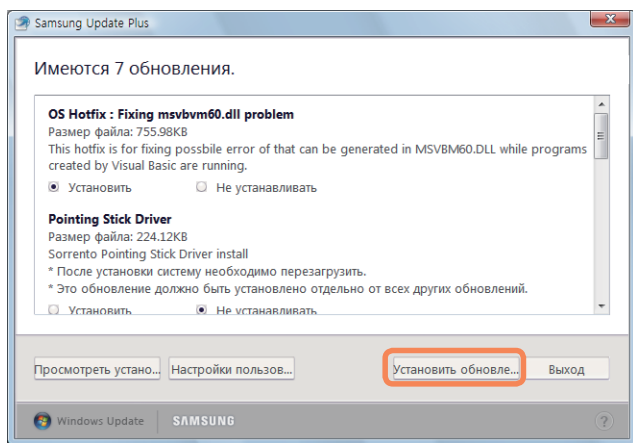 Samsung Update Plus
Имеются 7 обновления.
OS Hotfix : Fixing msvbvm60.dll problem
Размер файла: 755.98KB
This hotfix is for fixing possbile error of that can be generated in MSVBM60.DLL while programs
created by Visual Basic are running.
Установить Не устанавливать
Pointing Stick Driver
Размер файла: 224.12KB
Sorrento Pointing Stick Driver install
* После установки систему необходимо перезагрузить.
* Это обновление должно быть установлено отдельно от всех других обновлений.
Установить Не устанавливать
Просмотреть устано... Настройки пользов... Установить обновле... Выход
Windows Update SAMSUNG ?